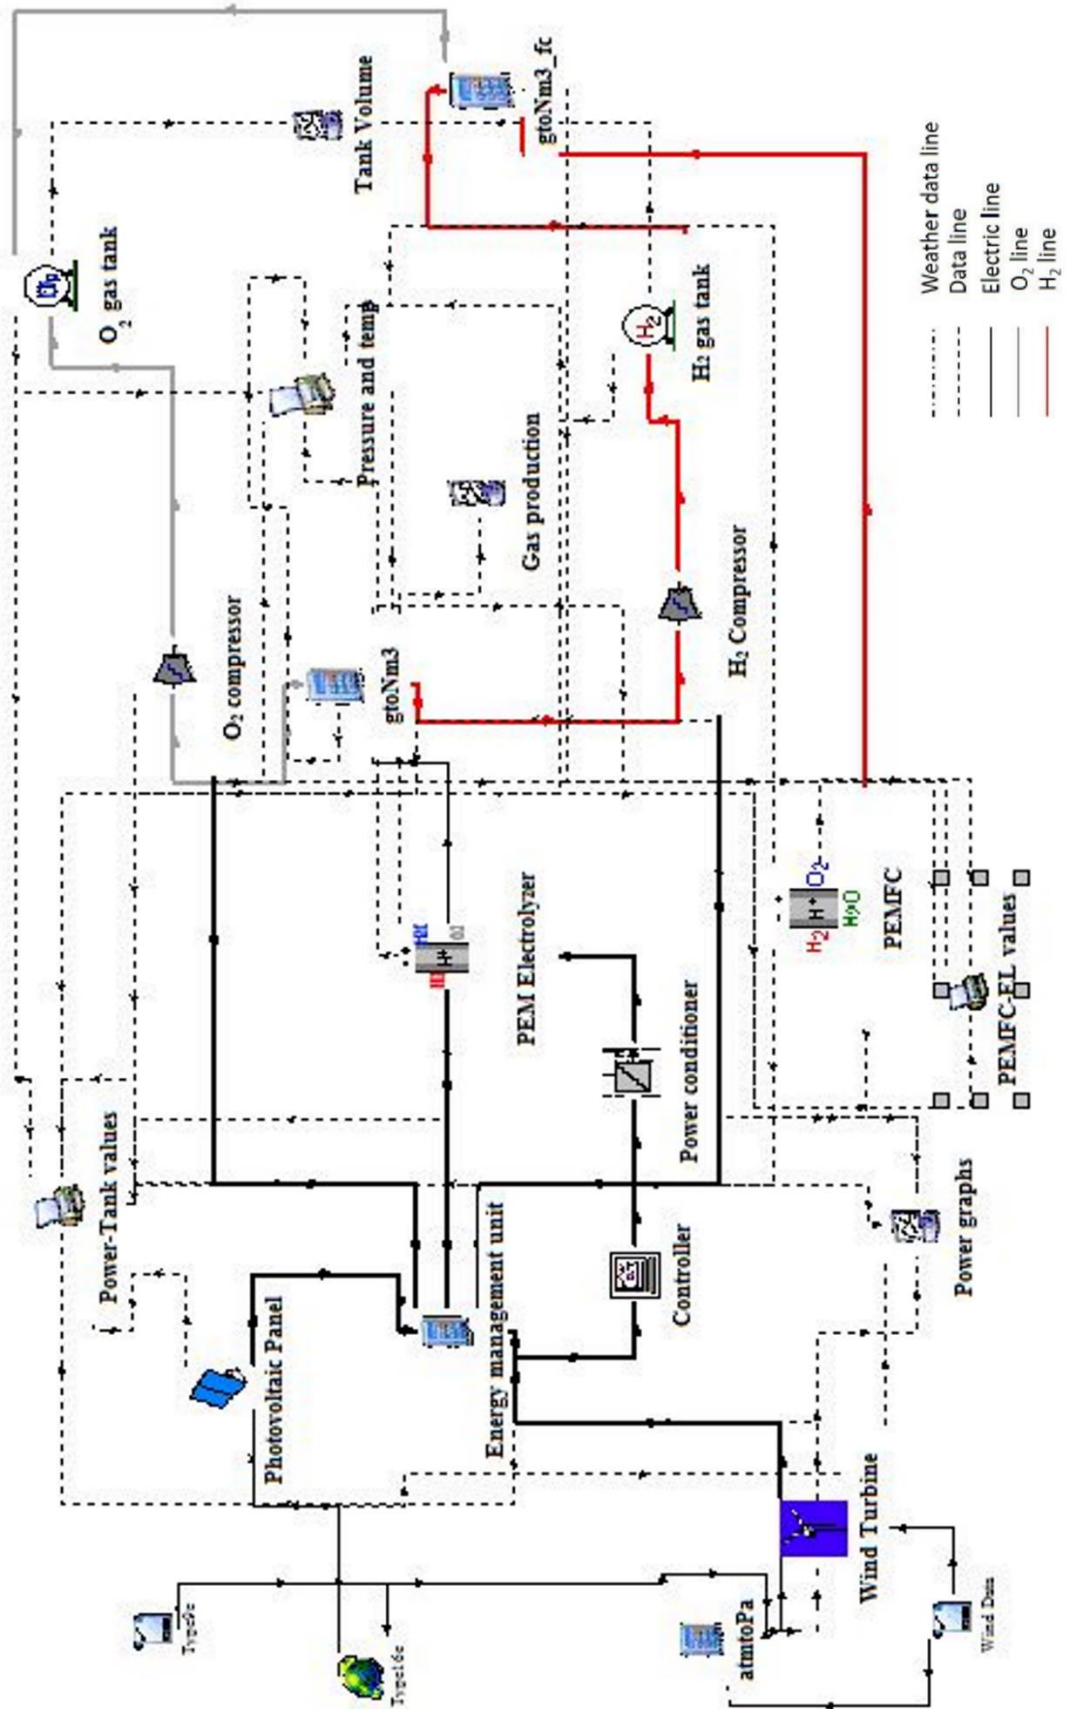 Type9c
Type16c
Photovoltaic Panel
Power-Tank values
O2 compressor
O2 gas tank
Tank Volume
gtoNm3_fc
Pressure and temp
gtoNm3
Gas production
H2 gas tank
H2 Compressor
H2
PEM Electrolyzer
H+
Energy management unit
Controller
Power conditioner
atmtoPa
Wind Turbine
Wind Data
Power graphs
H2
H+
O2
H2O
PEMFC
PEMFC-EL values
Weather data line
Data line
Electric line
O2 line
H2 line